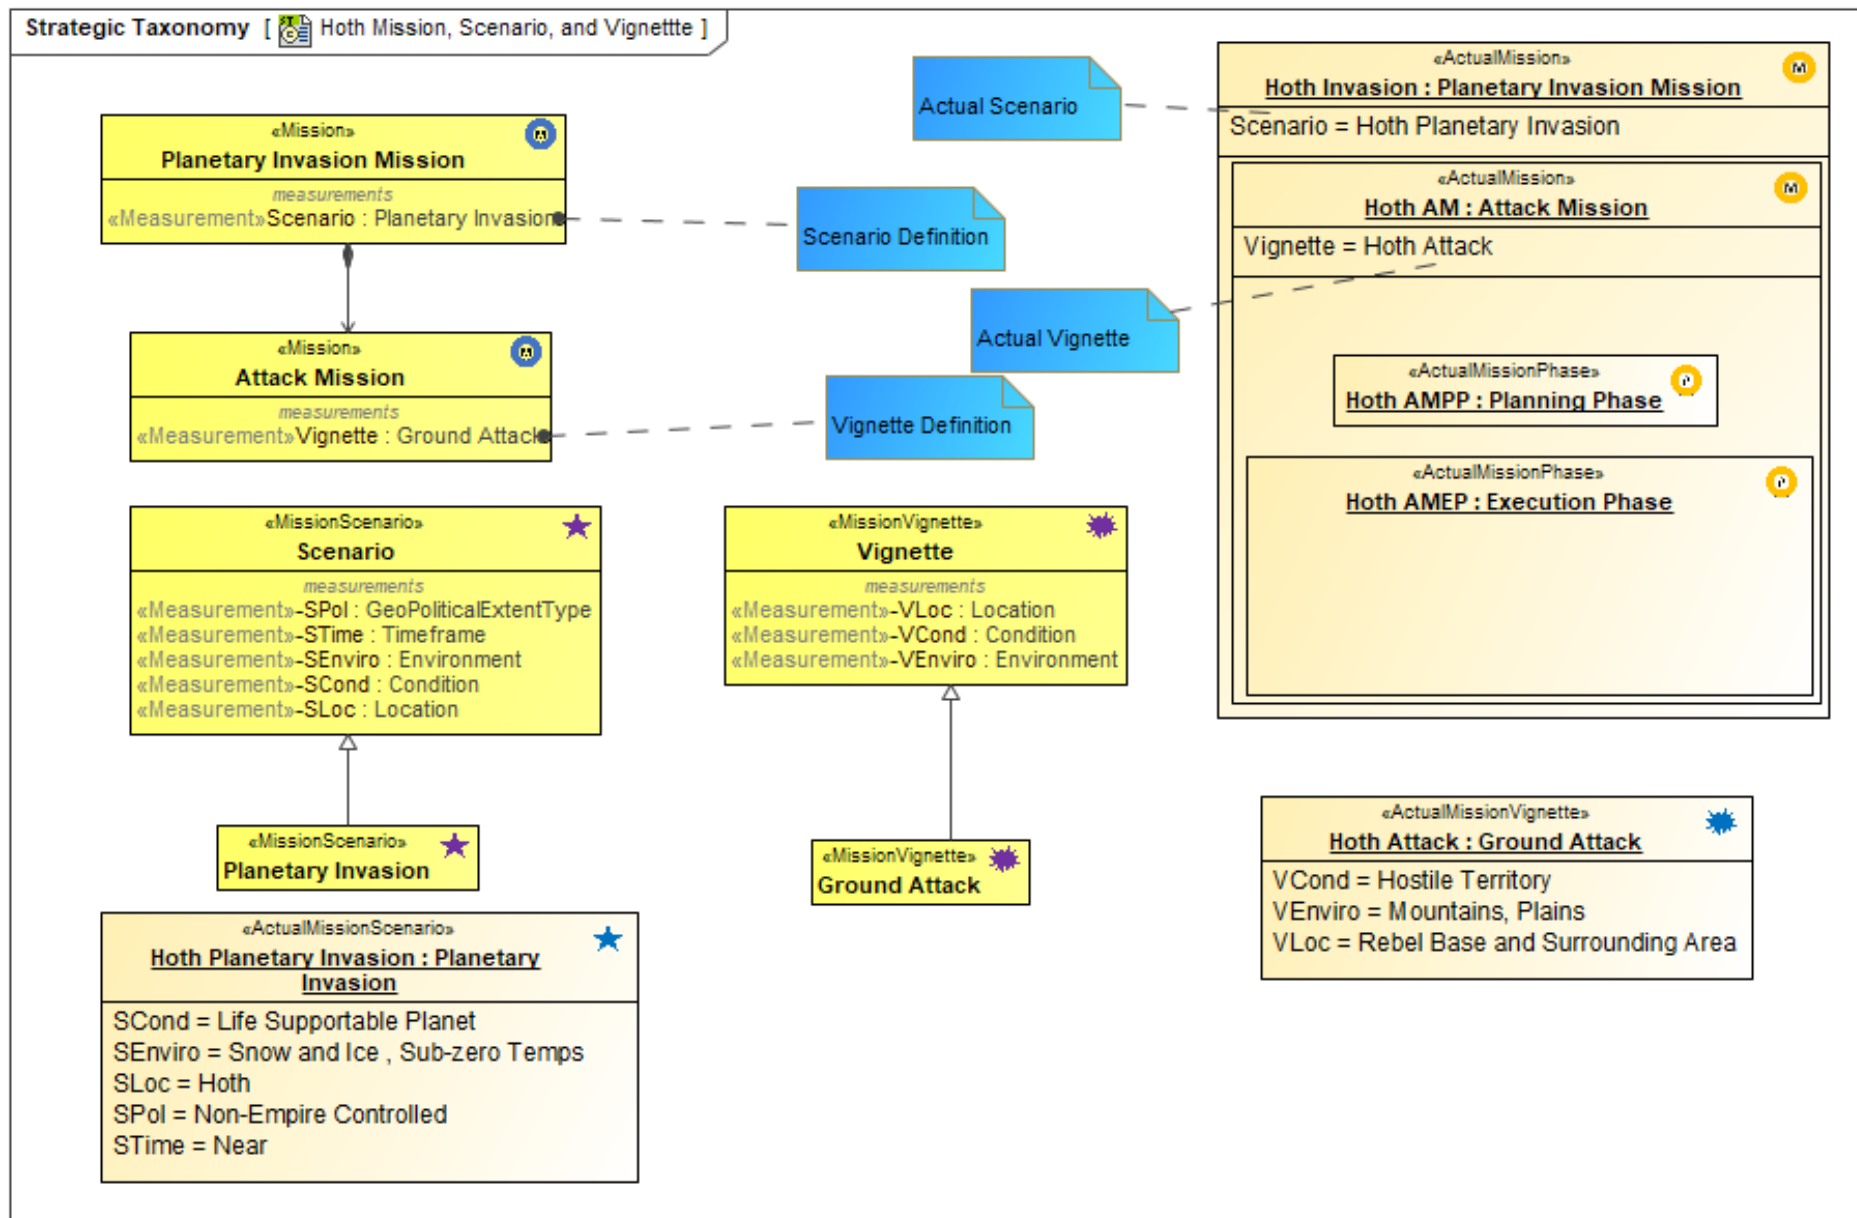 Strategic Taxonomy [ Hoth Mission, Scenario, and Vignettte ]
«Mission»
Planetary Invasion Mission
measurements
«Measurement»Scenario : Planetary Invasion
«Mission»
Attack Mission
measurements
«Measurement»Vignette : Ground Attack
Actual Scenario
Scenario Definition
Actual Vignette
Vignette Definition
«ActualMission»
Hoth Invasion : Planetary Invasion Mission
Scenario = Hoth Planetary Invasion
«ActualMission»
Hoth AM : Attack Mission
Vignette = Hoth Attack
«ActualMissionPhase»
Hoth AMPP : Planning Phase
«ActualMissionPhase»
Hoth AMEP : Execution Phase
«MissionScenario»
Scenario
measurements
«Measurement»-SPol : GeoPoliticalExtentType
«Measurement»-STime : Timeframe
«Measurement»-SEnviro : Environment
«Measurement»-SCond : Condition
«Measurement»-SLoc : Location
«MissionVignette»
Vignette
measurements
«Measurement»-VLoc : Location
«Measurement»-VCond : Condition
«Measurement»-VEnviro : Environment
«MissionScenario»
Planetary Invasion
«MissionVignette»
Ground Attack
«ActualMissionScenario»
Hoth Planetary Invasion : Planetary
Invasion
SCond = Life Supportable Planet
SEnviro = Snow and Ice , Sub-zero Temps
SLoc = Hoth
SPol = Non-Empire Controlled
STime = Near
«ActualMissionVignette»
Hoth Attack : Ground Attack
VCond = Hostile Territory
VEnviro = Mountains, Plains
VLoc = Rebel Base and Surrounding Area